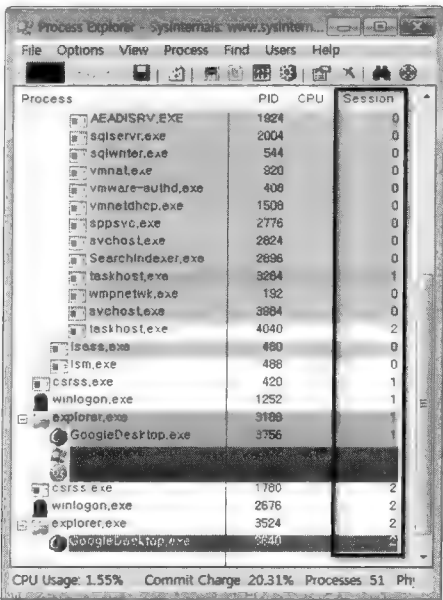 Process Explorer - Sysinternals: www.sysintern...
File Options View Process Find Users Help
Process PID CPU Session
AEADISRV.EXE 1924 0
sqlservr.exe 2004 0
sqlwriter.exe 544 0
vmnat.exe 820 0
vmware-authd.exe 408 0
vmnetdhcp.exe 1508 0
sppsvc.exe 2776 0
svchost.exe 2824 0
SearchIndexer.exe 2896 0
taskhost.exe 3284 1
wmpnetwk.exe 192 0
svchost.exe 3984 0
taskhost.exe 4040 2
lsass.exe 480 0
lsm.exe 488 0
csrss.exe 420 1
winlogon.exe 1252 1
explorer.exe 3188 1
GoogleDesktop.exe 3756 1
csrss.exe 1780 2
winlogon.exe 2676 2
explorer.exe 3524 2
GoogleDesktop.exe 3640 2
CPU Usage: 1.55% Commit Charge 20.31% Processes 51 Phy